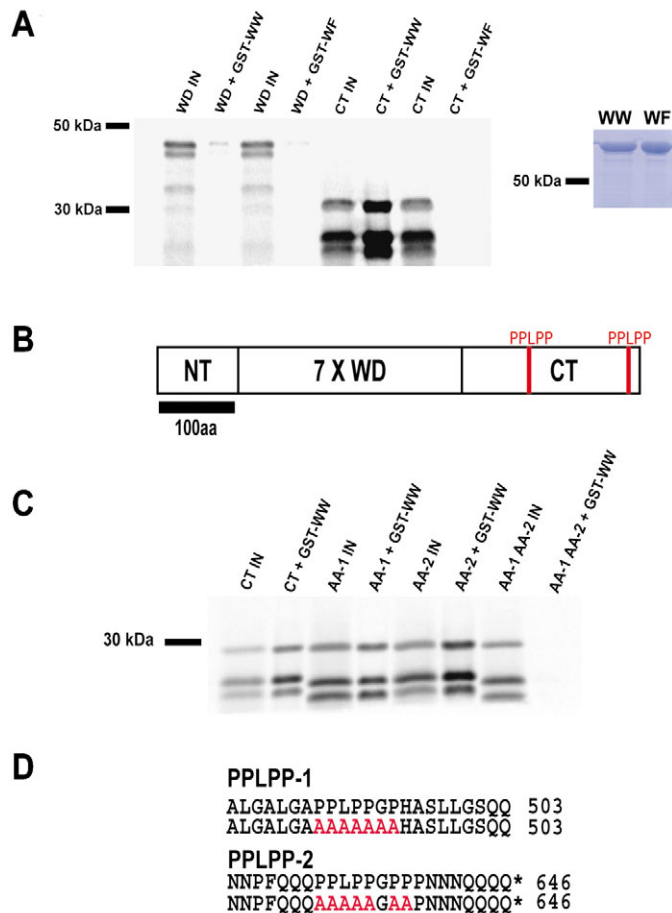 A
WD IN
WD + GST-WW
WD IN
WD + GST-WF
CT IN
CT + GST-WW
CT IN
CT + GST-WF
50 kDa
30 kDa
WW WF
50 kDa
B
PPLPP PPLPP
NT 7 X WD CT
100aa
C
CT IN
CT + GST-WW
AA-1 IN
AA-1 + GST-WW
AA-2 IN
AA-2 + GST-WW
AA-1 AA-2 IN
AA-1 AA-2 + GST-WW
30 kDa
D
PPLPP-1
ALGALGAPPLPPGPHASLLGSQQ 503
ALGALGAAAAAAAAHASLLGSQQ 503
PPLPP-2
NNPFQQQPPLPPGPPPNNNQQQQ* 646
NNPFQQQAAAAAGAAPNNNQQQQ* 646